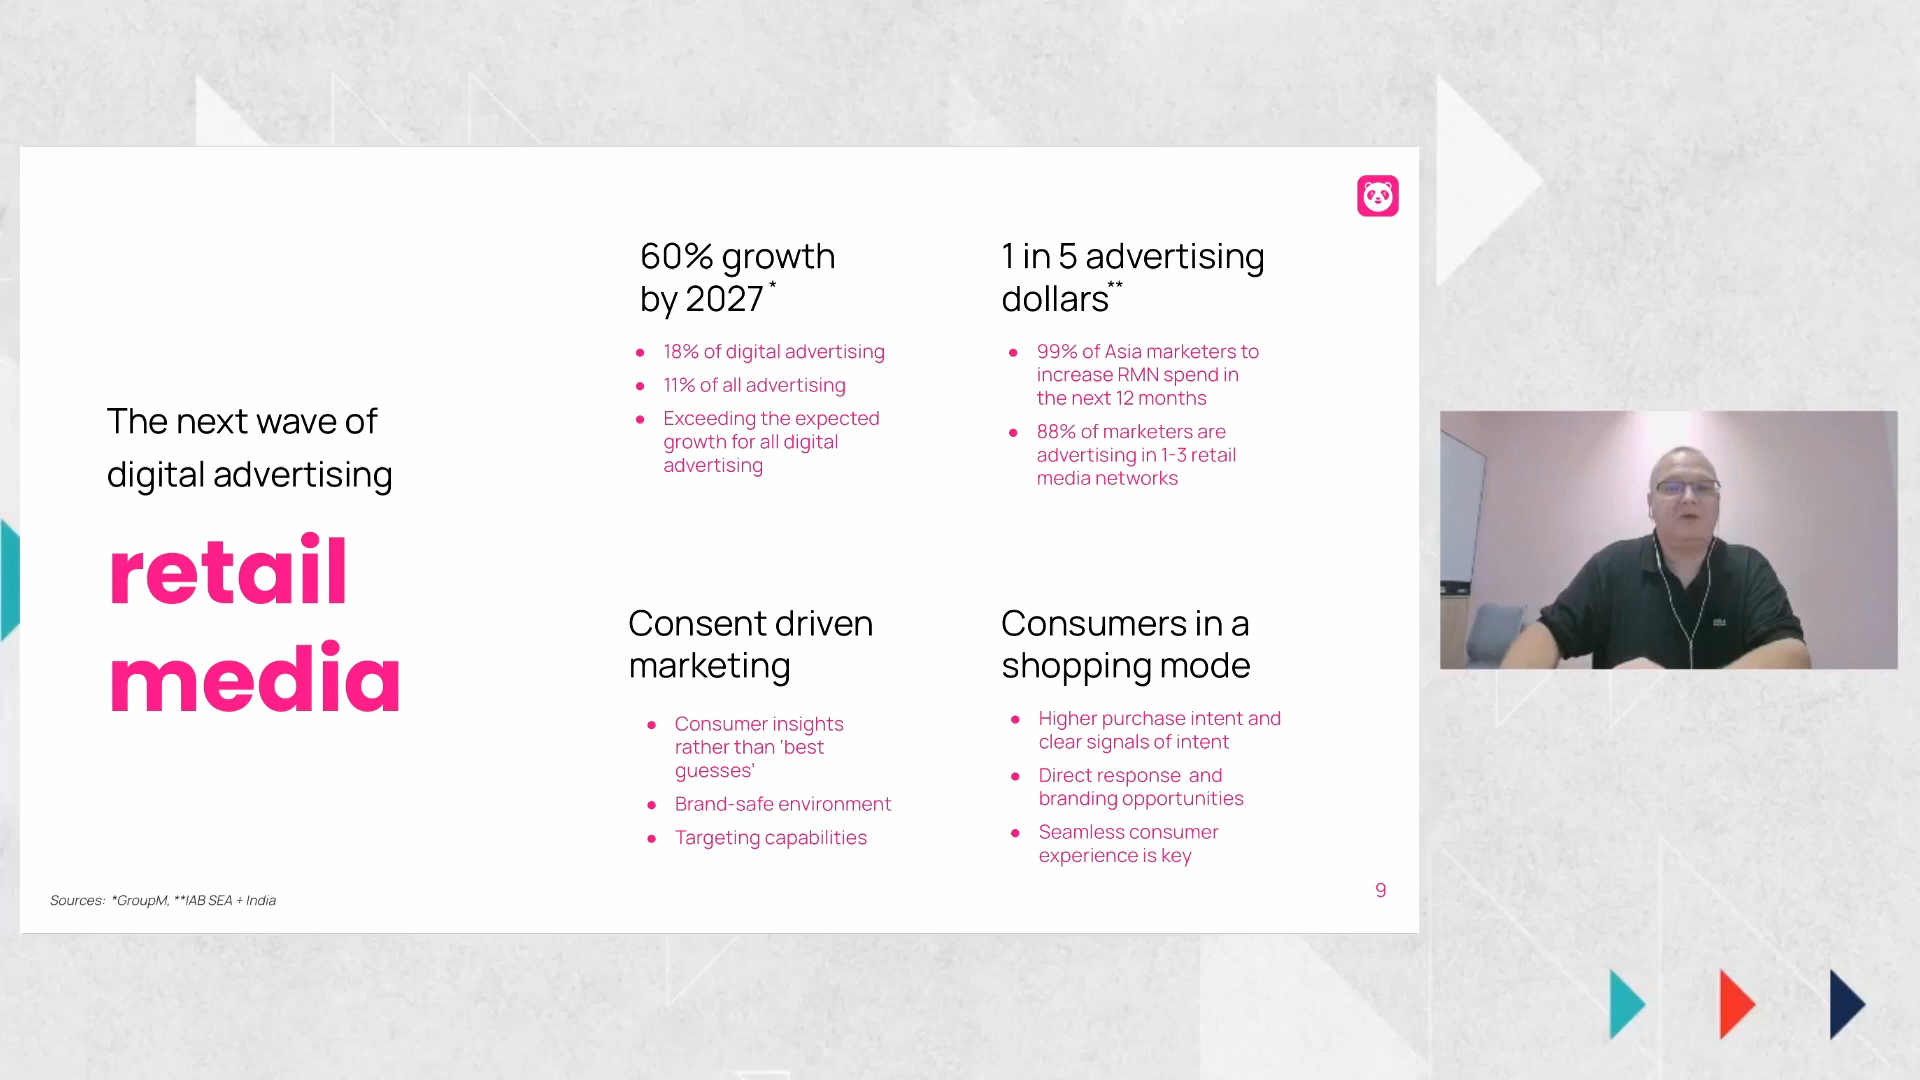 The next wave of
digital advertising
retail
media
60% growth
by 2027 *
● 18% of digital advertising
● 11% of all advertising
● Exceeding the expected
growth for all digital
advertising
1 in 5 advertising
dollars**
● 99% of Asia marketers to
increase RMN spend in
the next 12 months
● 88% of marketers are
advertising in 1-3 retail
media networks
Consent driven
marketing
● Consumer insights
rather than 'best
guesses'
● Brand-safe environment
● Targeting capabilities
Consumers in a
shopping mode
● Higher purchase intent and
clear signals of intent
● Direct response and
branding opportunities
● Seamless consumer
experience is key
Sources: *GroupM, **IAB SEA + India
9